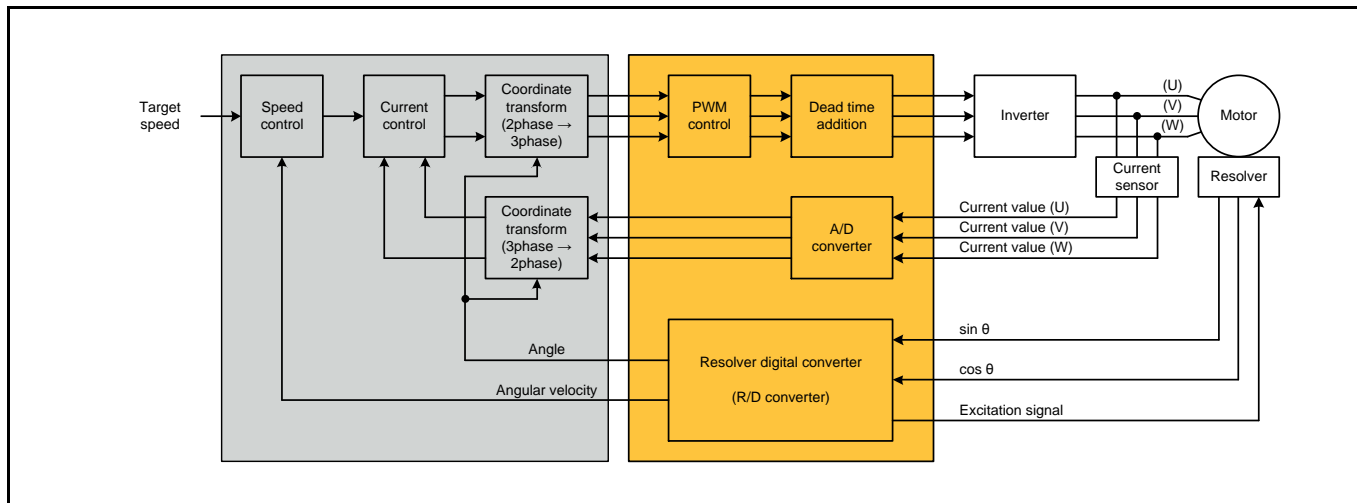 Target
speed
Speed
control
Current
control
Coordinate
transform
(2phase →
3phase)
PWM
control
Dead time
addition
Inverter
(U)
(V)
(W)
Motor
Current
sensor
Resolver
Coordinate
transform
(3phase →
2phase)
A/D
converter
Current value (U)
Current value (V)
Current value (W)
Angle
Angular velocity
Resolver digital converter
(R/D converter)
sin θ
cos θ
Excitation signal